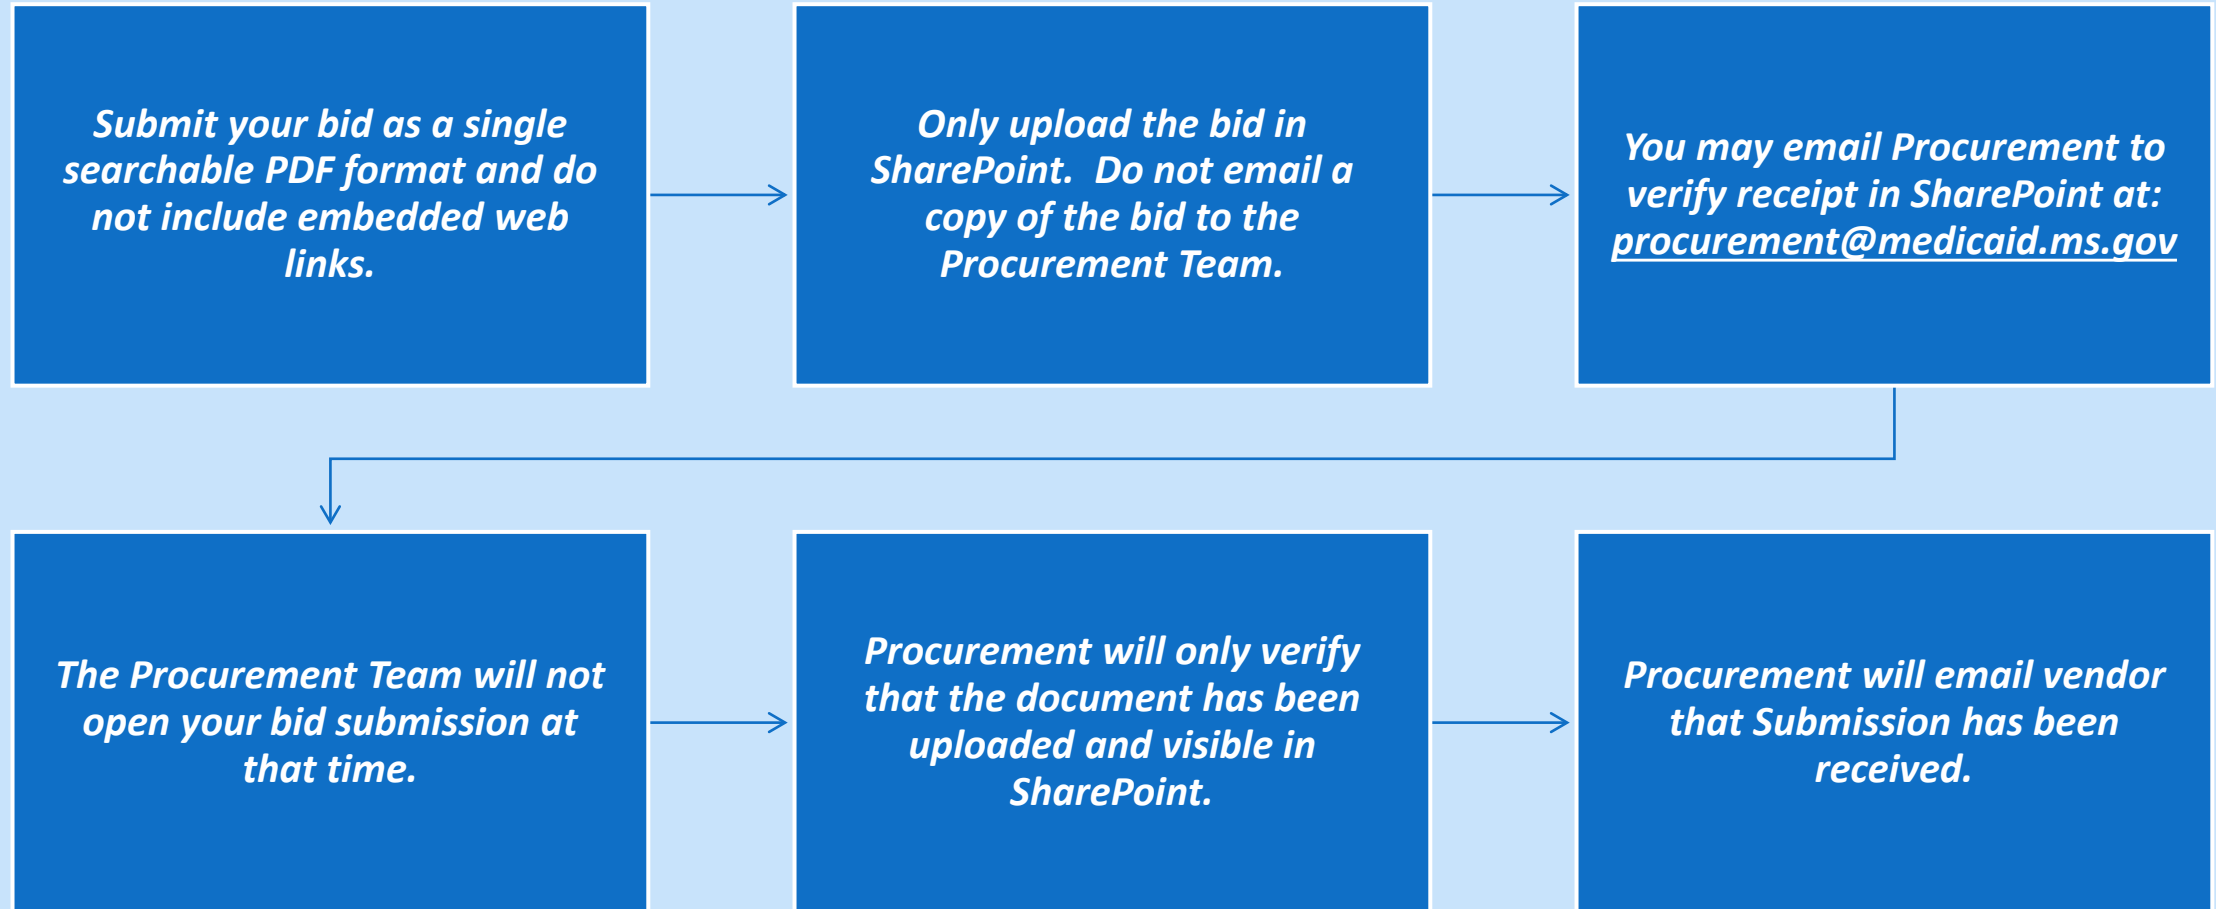 Submit your bid as a single
searchable PDF format and do
not include embedded web
links.
Only upload the bid in
SharePoint.  Do not email a
copy of the bid to the
Procurement Team.
You may email Procurement to
verify receipt in SharePoint at:
procurement@medicaid.ms.gov
The Procurement Team will not
open your bid submission at
that time.
Procurement will only verify
that the document has been
uploaded and visible in
SharePoint.
Procurement will email vendor
that Submission has been
received.